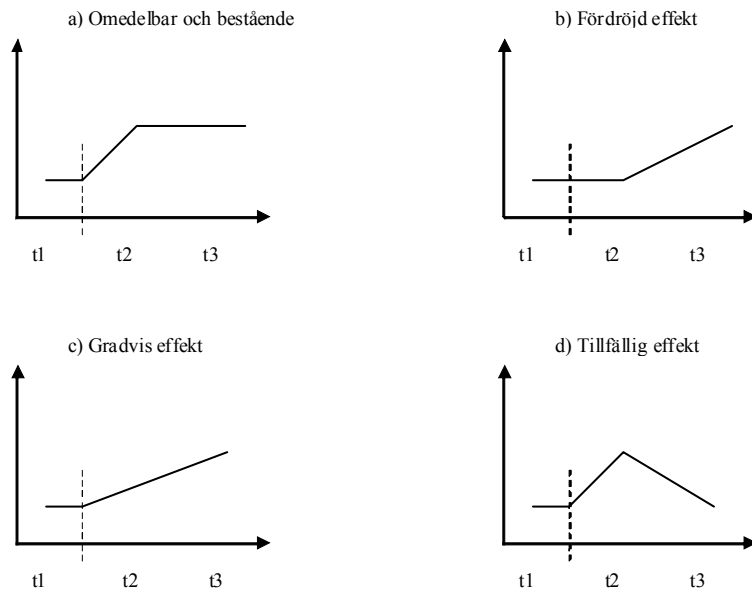 a) Omedelbar och bestående
b) Fördröjd effekt
t1 t2 t3
t1 t2 t3
c) Gradvis effekt
d) Tillfällig effekt
t1 t2 t3
t1 t2 t3